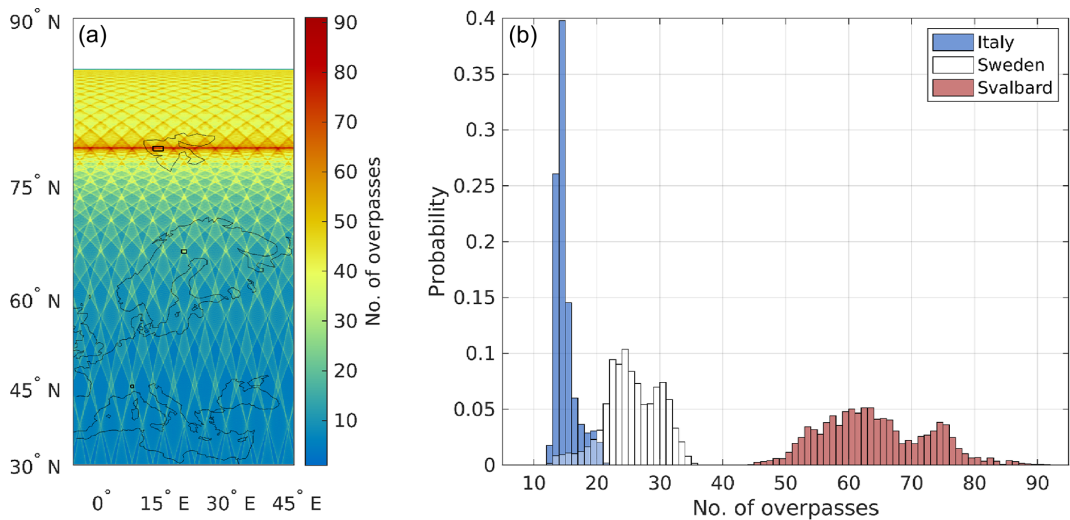 (a)
90° N
75° N
60° N
45° N
30° N
0°
15° E
30°
45° E
90
80
70
60
50
40
30
20
10
No. of overpasses
(b)
0.4
0.35
0.3
0.25
0.2
0.15
0.1
0.05
0
Probability
10
20
30
40
50
60
70
80
90
No. of overpasses
Italy
Sweden
Svalbard